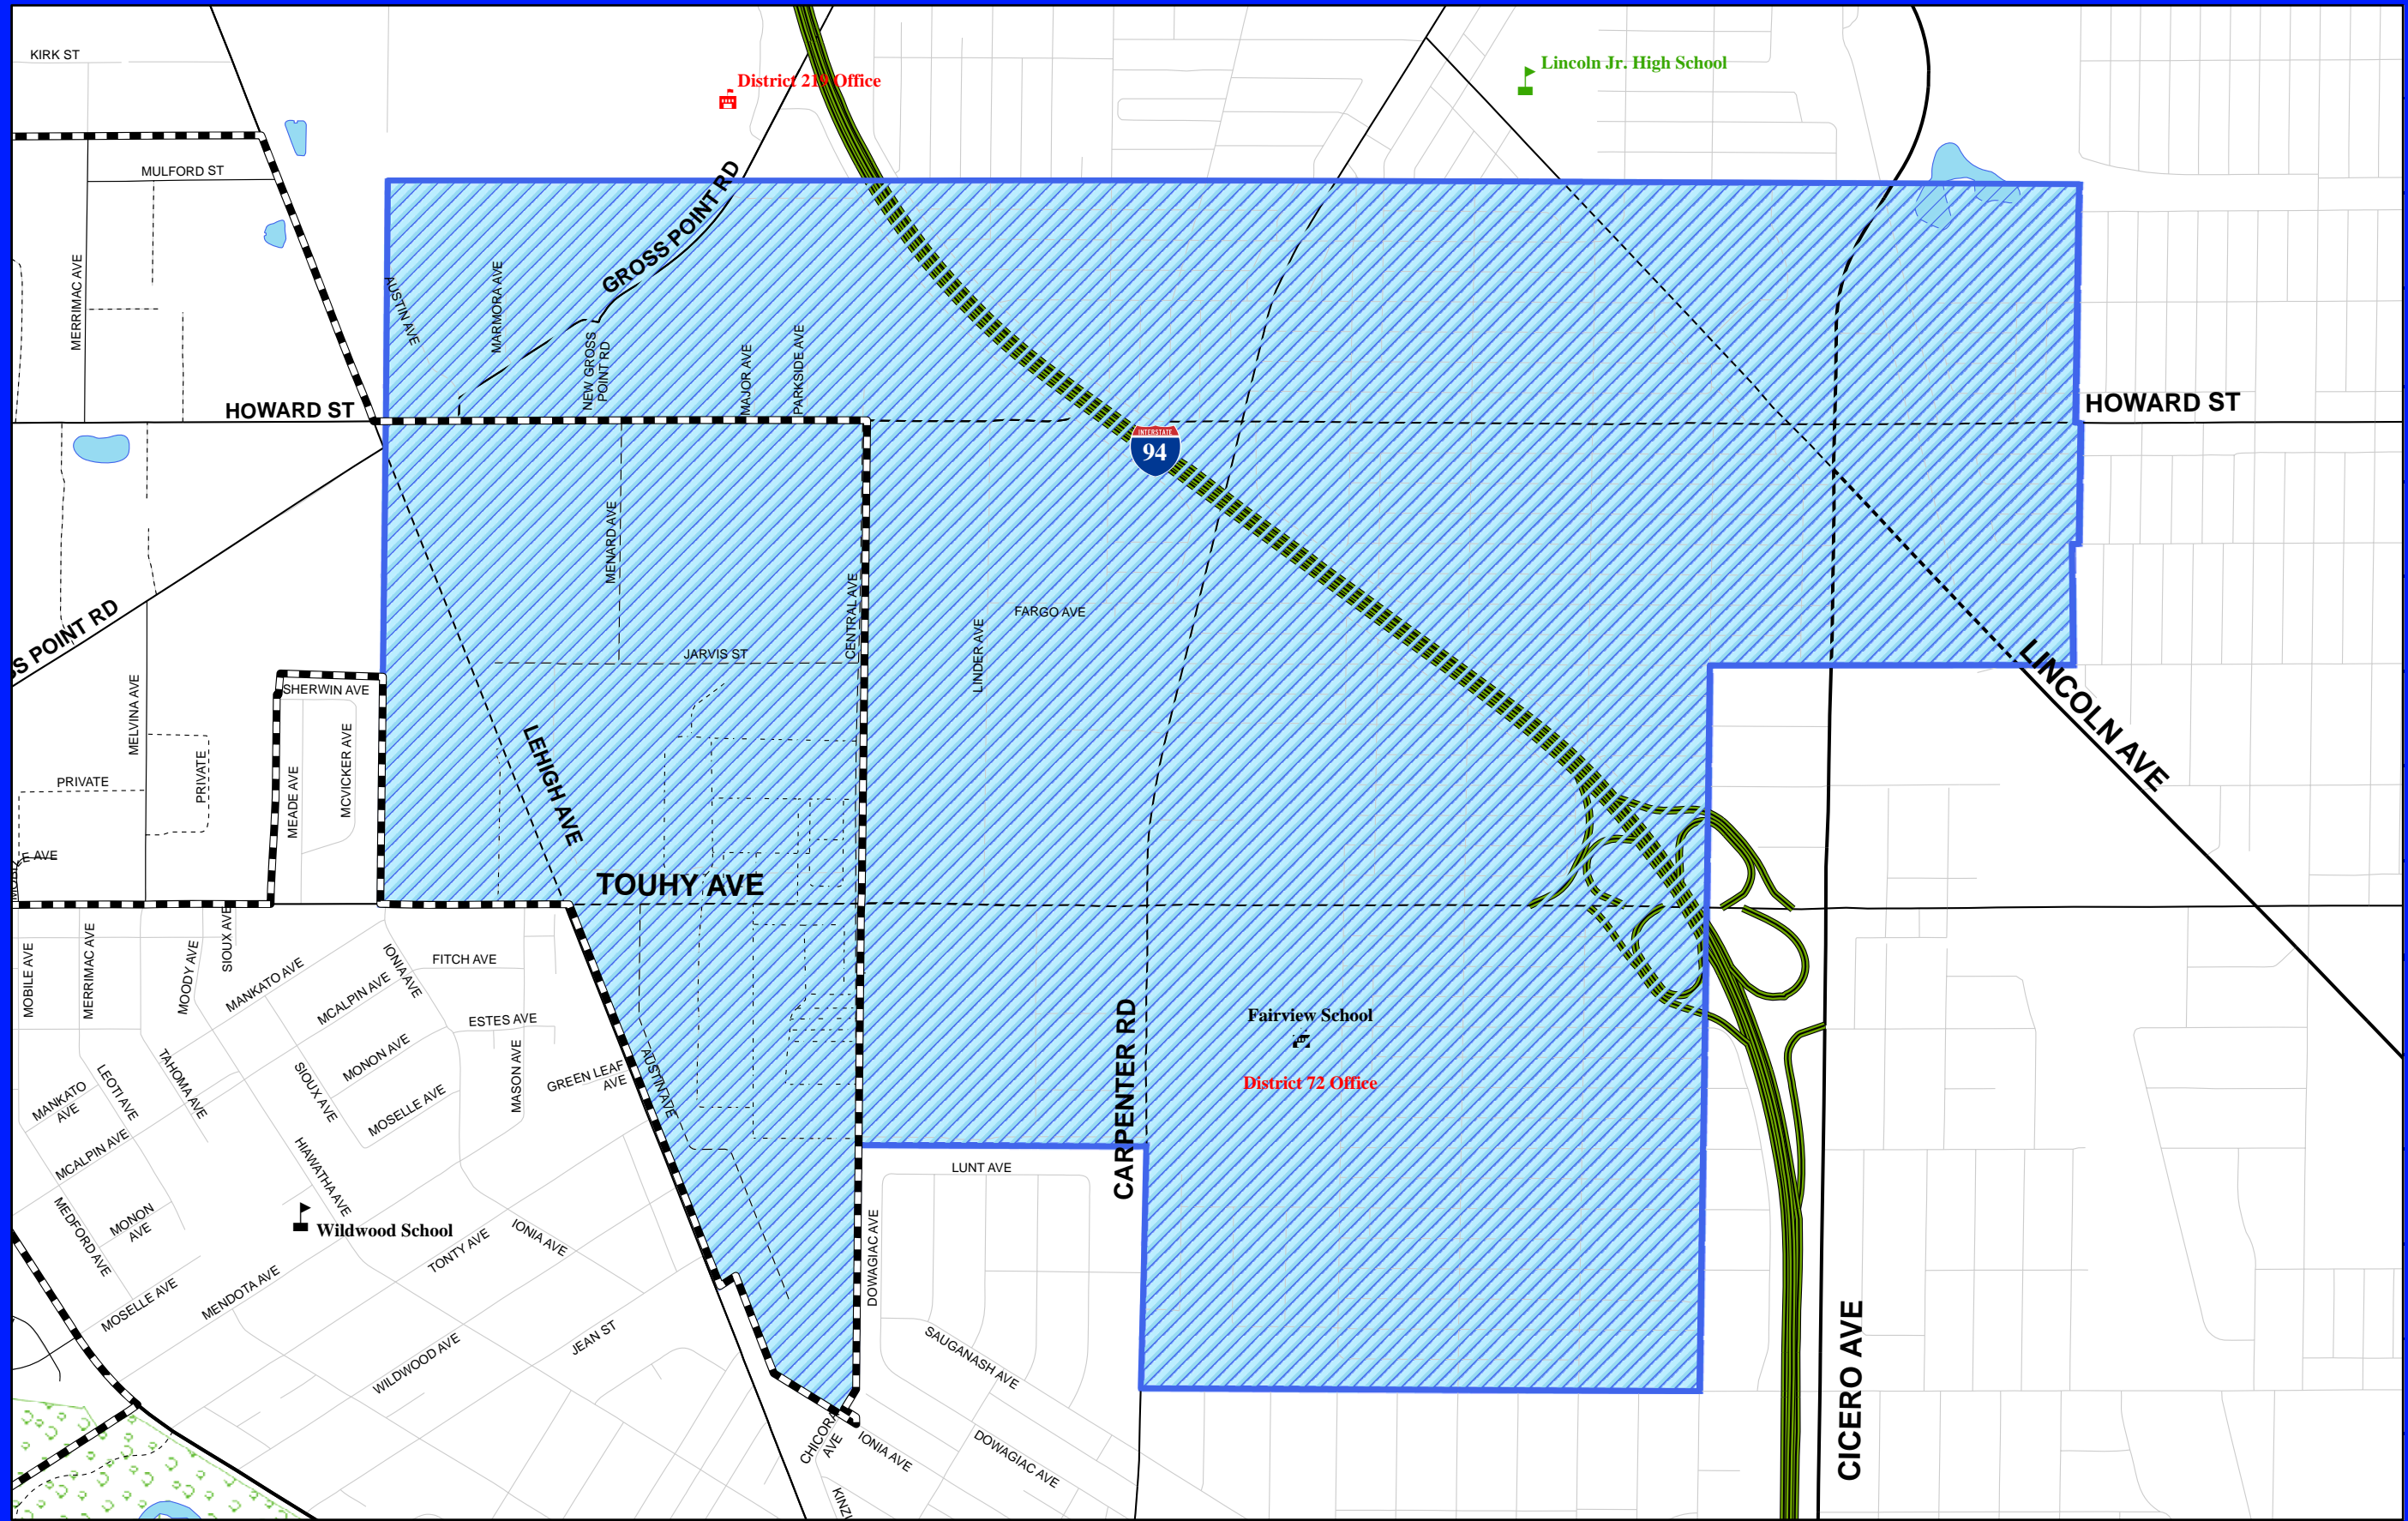 KIRK ST
District 219 Office
Lincoln Jr. High School
MULFORD ST
GROSS POINT RD
MERRIMAC AVE
AUSTIN AVE
MARMORA AVE
NEW GROSS
POINT RD
MAJOR AVE
PARKSIDE AVE
HOWARD ST
HOWARD ST
INTERSTATE
94
MENARD AVE
CENTRAL AVE
FARGO AVE
LINDER AVE
SS POINT RD
JARVIS ST
LINCOLN AVE
SHERWIN AVE
MELVINA AVE
MCVICKER AVE
MEADE AVE
PRIVATE
PRIVATE
LEHIGH AVE
E AVE
TOUHY AVE
MOBILE AVE
MERRIMAC AVE
MOODY AVE
SIOUX AVE
MANKATO AVE
MCALPIN AVE
IONIA AVE
FITCH AVE
ESTES AVE
MONON AVE
MASON AVE
GREEN LEAF
AVE
AUSTIN AVE
TAHOMA AVE
LEOTI AVE
MANKATO
AVE
SIOUX AVE
MOSELLE AVE
MCALPIN AVE
HIAWATHA AVE
CARPENTER RD
Fairview School
District 72 Office
LUNT AVE
MEDFORD AVE
MONON
AVE
Wildwood School
TONTY AVE
IONIA AVE
DOWAGIAC AVE
MOSELLE AVE
MENDOTA AVE
WILDWOOD AVE
JEAN ST
SAUGANASH AVE
CICERO AVE
CHICORA
AVE
IONIA AVE
DOWAGIAC AVE
KINZU